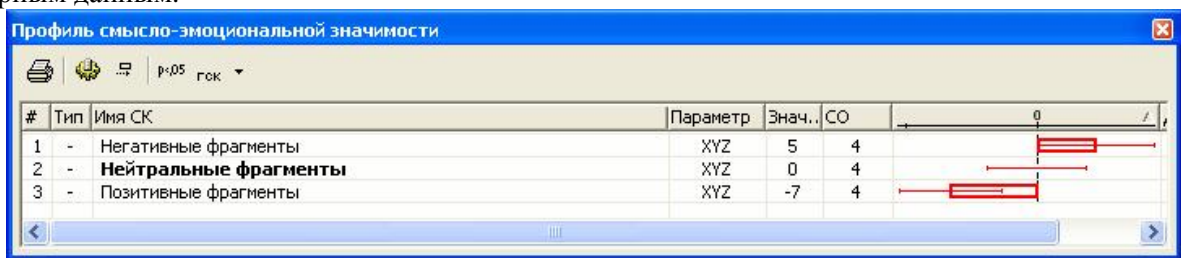 Профиль смысло-эмоциональной значимости
p<,05 гск
# Тип Имя СК Параметр Знач.. СО 0
1 - Негативные фрагменты XYZ 5 4
2 - Нейтральные фрагменты XYZ 0 4
3 - Позитивные фрагменты XYZ -7 4